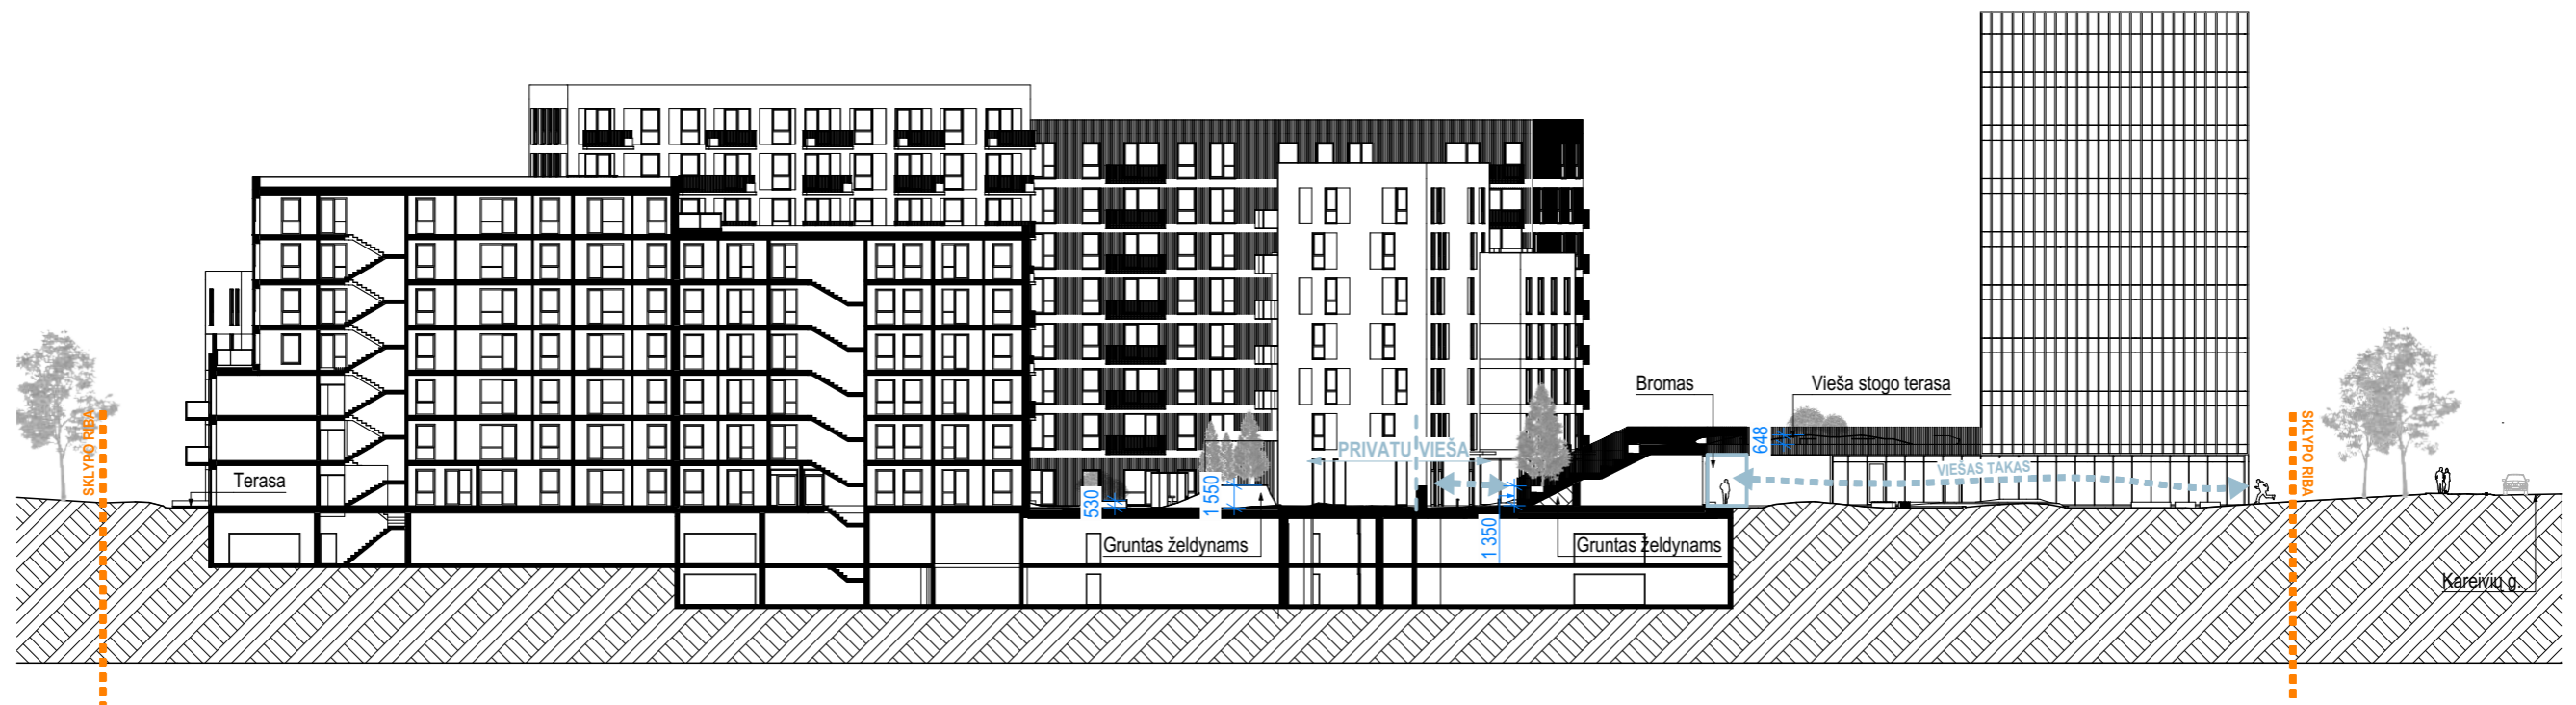 SKLYPO RIBA
Terasa
530
1 550
Gruntas želdynams
PRIVATU
VIEŠA
1 350
Gruntas želdynams
Bromas
Vieša stogo terasa
648
VIEŠAS TAKAS
SKLYPO RIBA
Kareivių g.